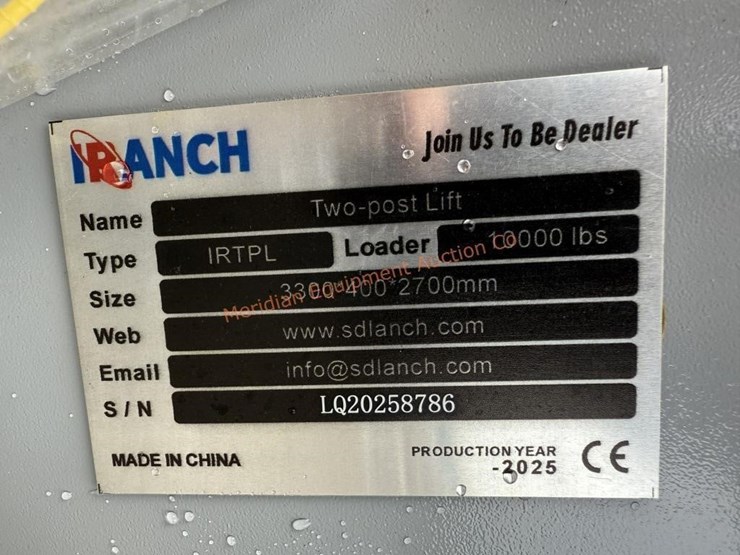 IRANCH Join Us To Be Dealer
Name Two-post Lift
Type IRTPL Loader 10000 lbs
Size 3300*400*2700mm
Web www.sdlanch.com
Email info@sdlanch.com
S/N LQ20258786
MADE IN CHINA PRODUCTION YEAR
-2025 CE
Meridian Equipment Auction Co